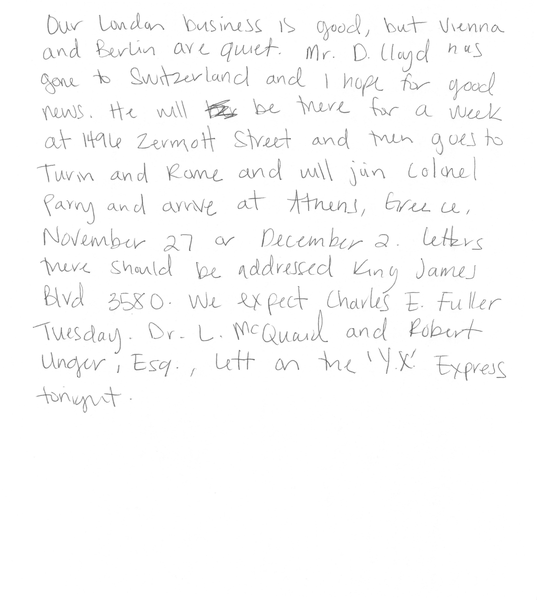 Our London business is good, but Vienna
and Berlin are quiet. Mr. D. Lloyd has
gone to Switzerland and I hope for good
news. He will be there for a week
at 1496 Zermott Street and then goes to
Turin and Rome and will join Colonel
Parry and arrive at Athens, Greece,
November 27 or December 2. Letters
there should be addressed King James
Blvd 3580. We expect Charles E. Fuller
Tuesday. Dr. L. McQuaid and Robert
Unger, Esq., left on the 'Y.X.' Express
tonight.